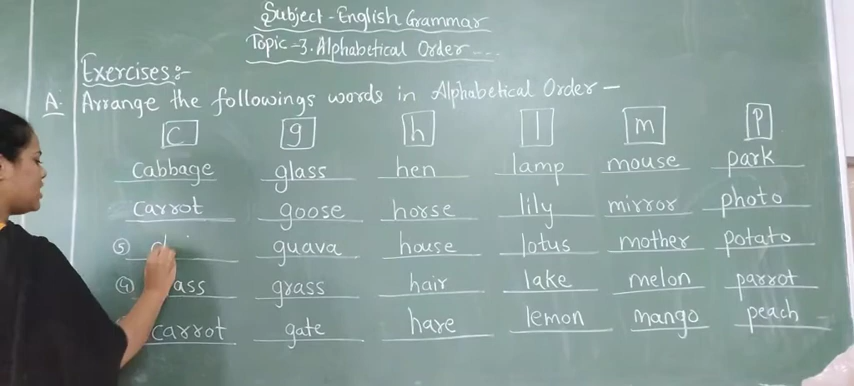 Subject - English Grammar
Topic - 3. Alphabetical Order ---
Exercises:-
A. Arrange the followings words in Alphabetical Order -
C g h l m P
cabbage glass hen lamp mouse park
carrot goose horse lily mirror photo
(5) guava house lotus mother potato
(4) grass hair lake melon parrot
carrot gate hare lemon mango peach